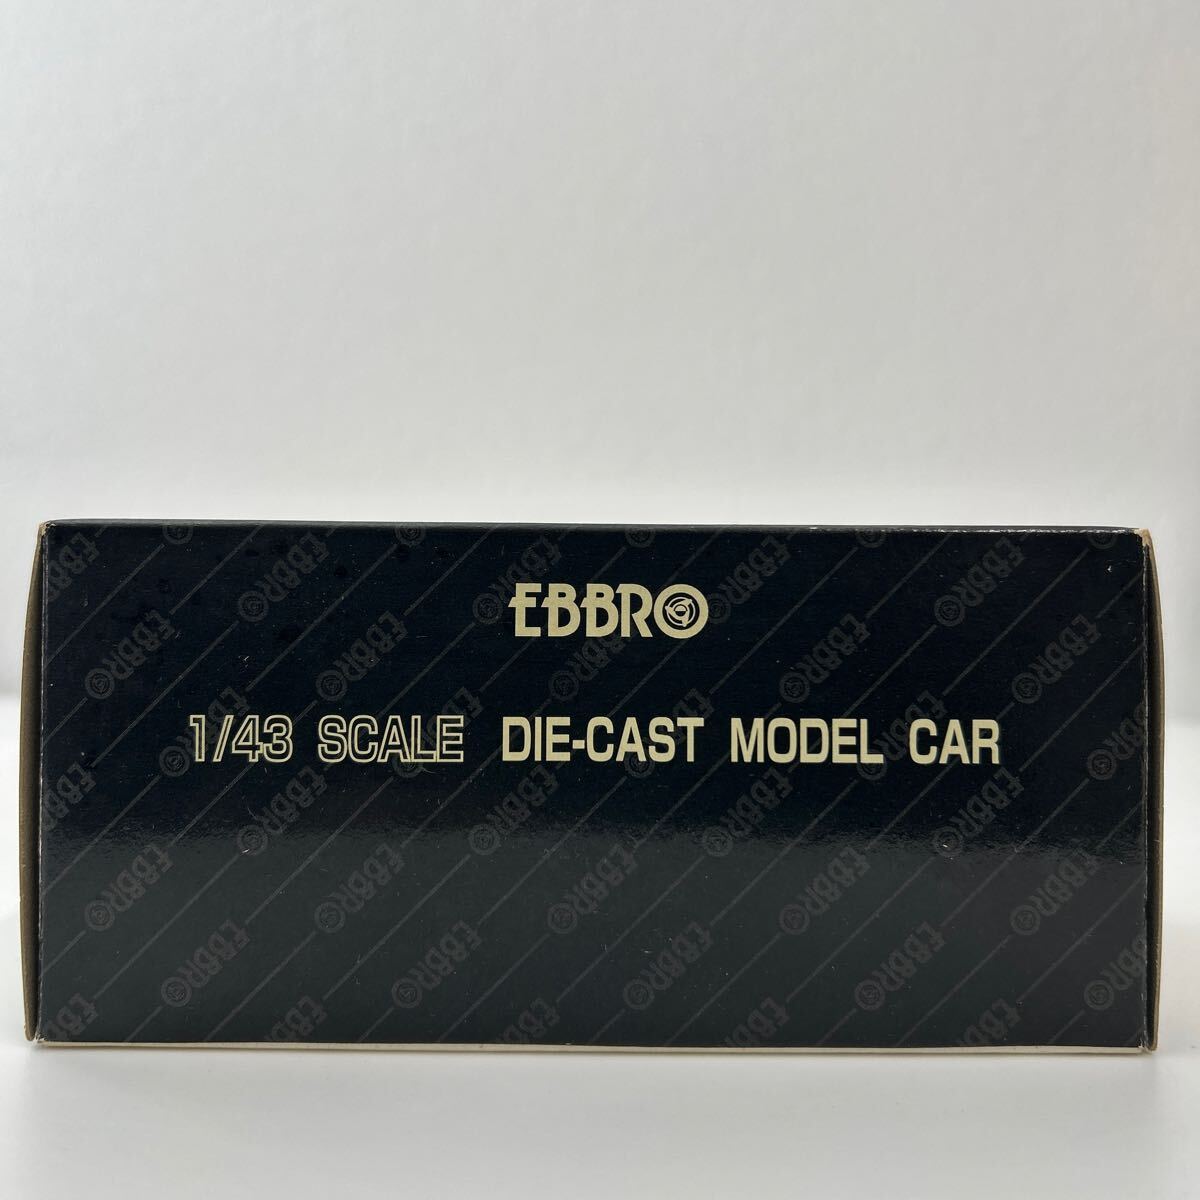 EBBRO
1/43 SCALE DIE-CAST MODEL CAR